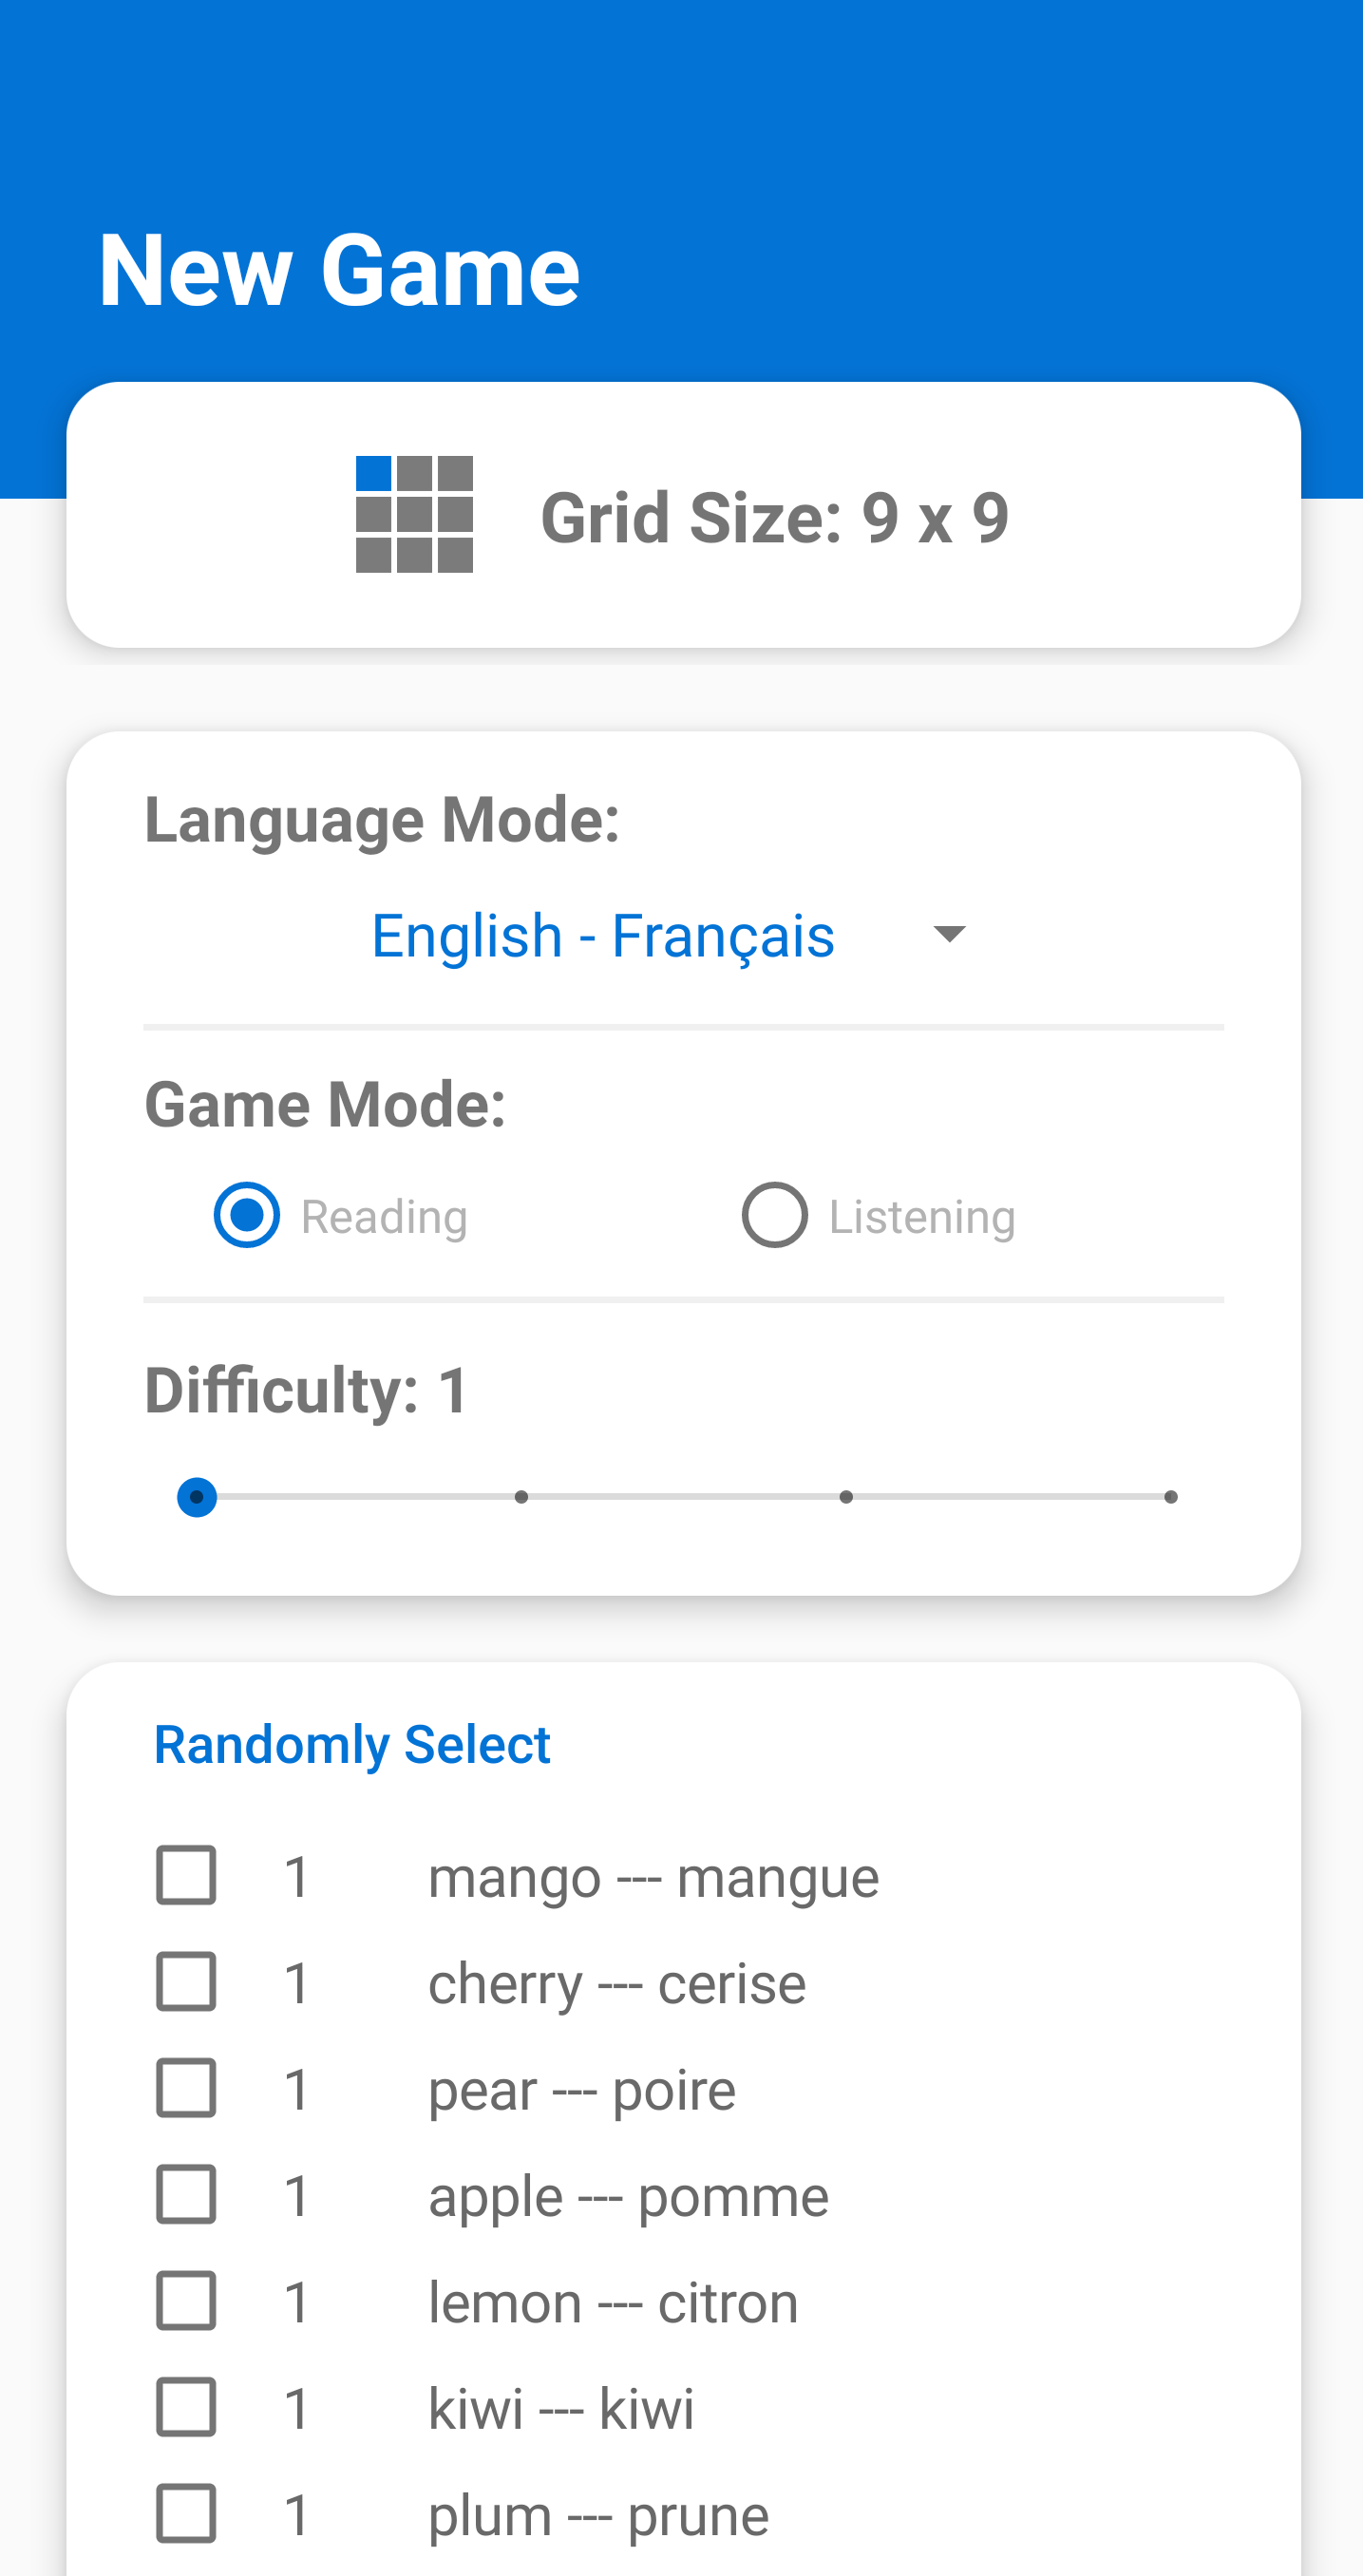 New Game
Grid Size: 9 x 9
Language Mode:
English - Français
Game Mode:
Reading Listening
Difficulty: 1
Randomly Select
1 mango --- mangue
1 cherry --- cerise
1 pear --- poire
1 apple --- pomme
1 lemon --- citron
1 kiwi --- kiwi
1 plum --- prune